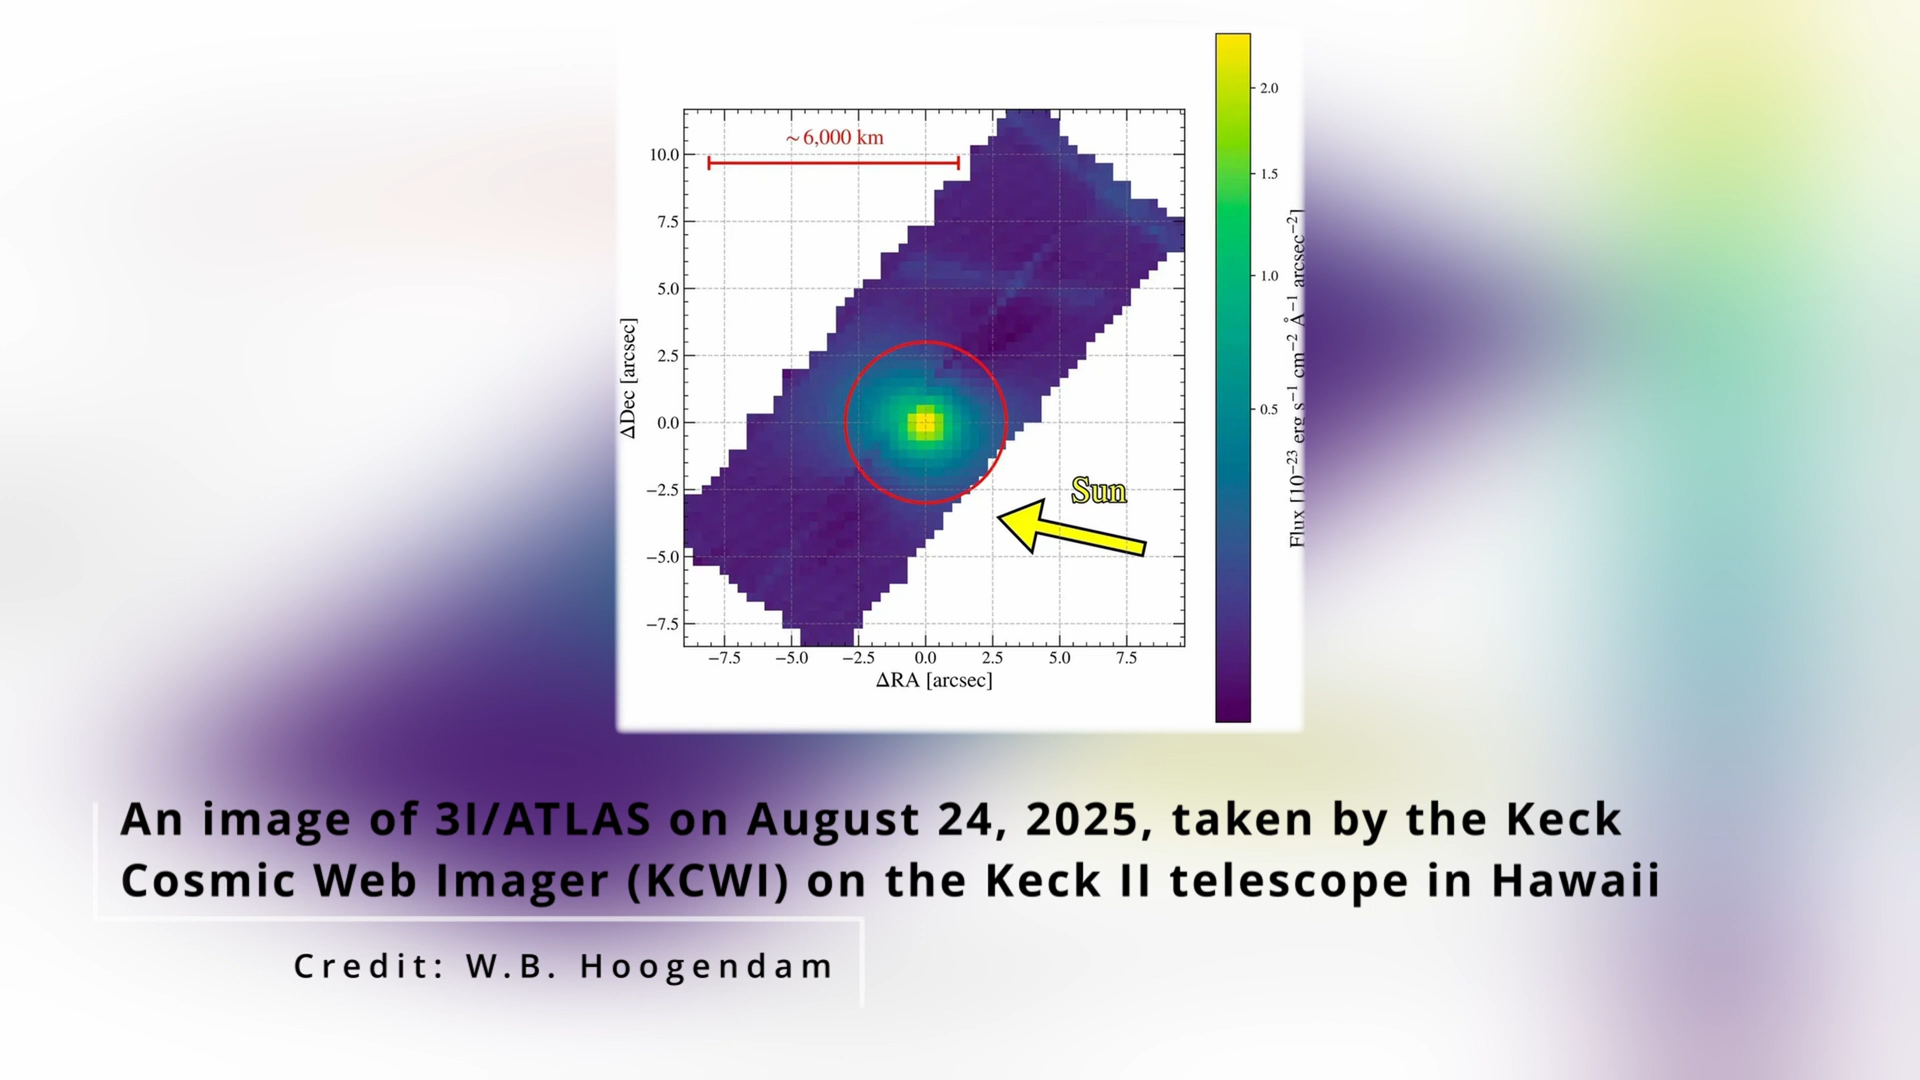 ~ 6,000 km
10.0
7.5
5.0
2.5
0.0
−2.5
−5.0
−7.5
ΔDec [arcsec]
−7.5 −5.0 −2.5 0.0 2.5 5.0 7.5
ΔRA [arcsec]
Sun
2.0
1.5
1.0
0.5
Flux [10⁻²³ erg s⁻¹ cm⁻² Å⁻¹ arcsec⁻²]
An image of 3I/ATLAS on August 24, 2025, taken by the Keck
Cosmic Web Imager (KCWI) on the Keck II telescope in Hawaii
Credit: W.B. Hoogendam